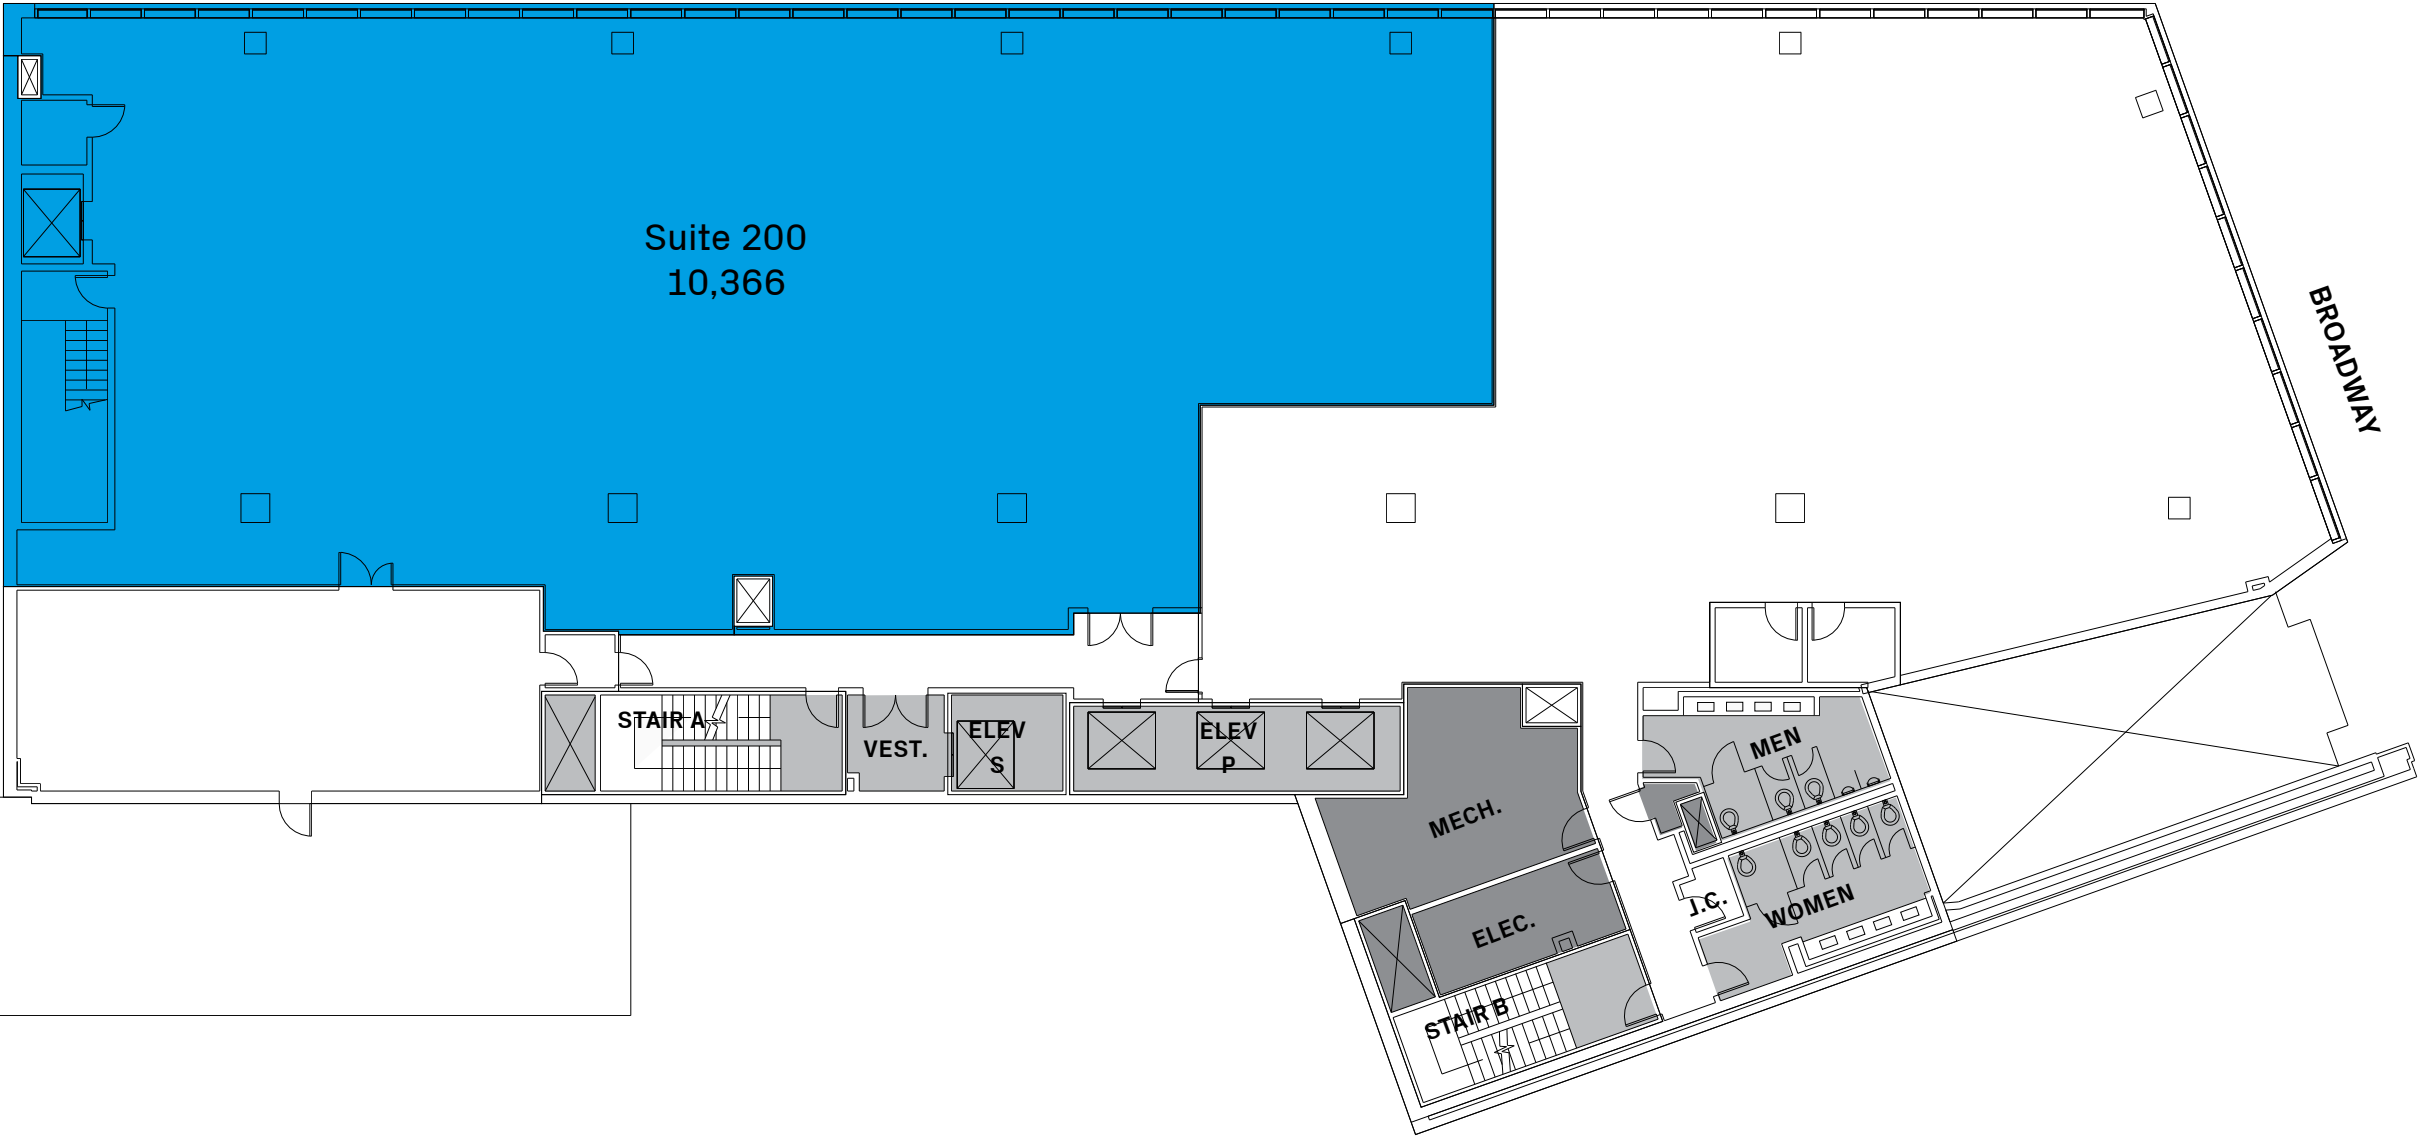 Suite 200
10,366
BROADWAY
STAIR A
VEST.
ELEV
S
ELEV
P
MEN
MECH.
J.C.
WOMEN
ELEC.
STAIR B